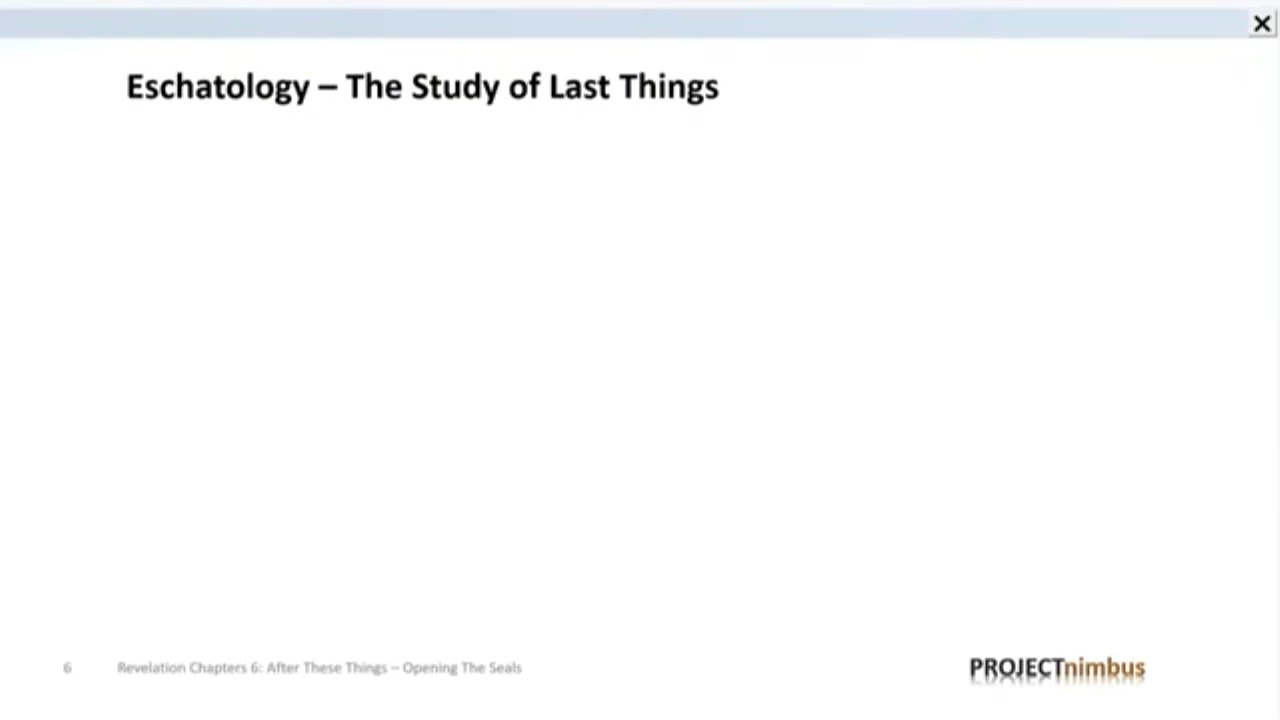 Eschatology – The Study of Last Things
6 Revelation Chapters 6: After These Things – Opening The Seals
PROJECTnimbus